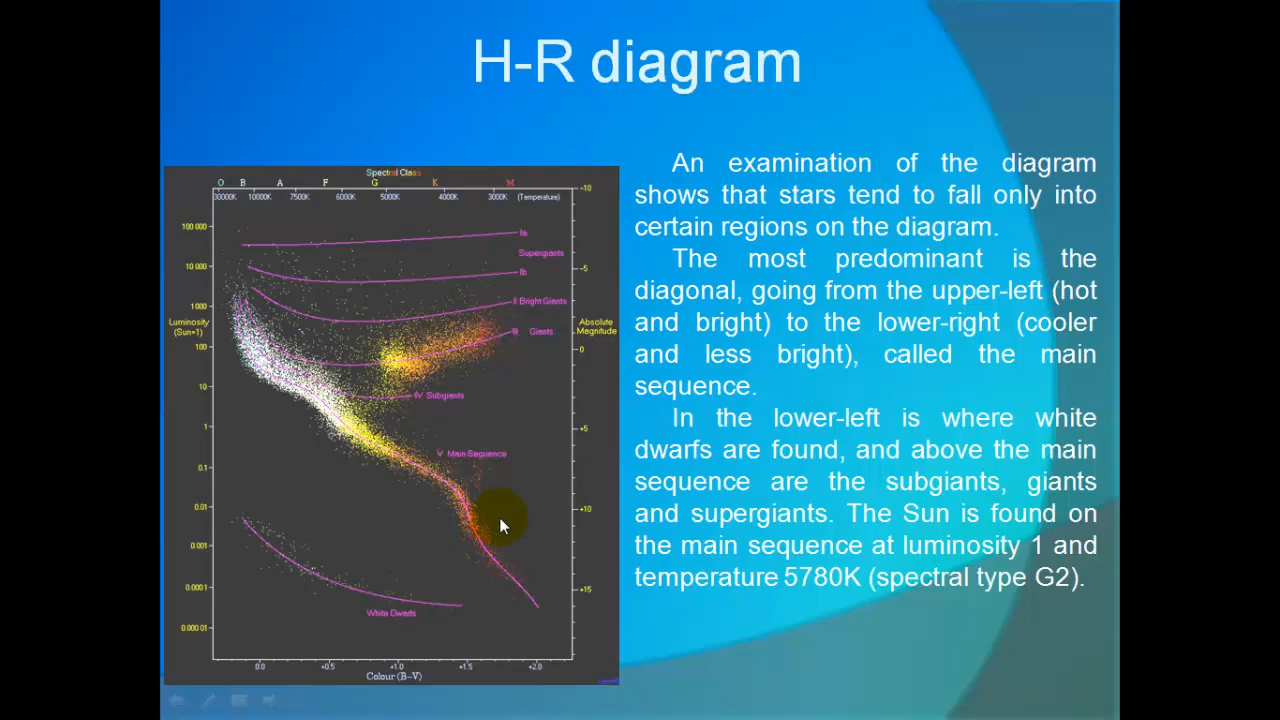 H-R diagram
An examination of the diagram
shows that stars tend to fall only into
certain regions on the diagram.
The most predominant is the
diagonal, going from the upper-left (hot
and bright) to the lower-right (cooler
and less bright), called the main
sequence.
In the lower-left is where white
dwarfs are found, and above the main
sequence are the subgiants, giants
and supergiants. The Sun is found on
the main sequence at luminosity 1 and
temperature 5780K (spectral type G2).
Spectral Class
O B A F G K M
30000K 10000K 7500K 6000K 5000K 4000K 3000K (Temperature)
-10
100 000
Ia
Supergiants
10 000
Ib
-5
1 000
II Bright Giants
Luminosity
(Sun=1)
III Giants
Absolute
Magnitude
100
0
10
IV Subgiants
1
+5
V Main Sequence
0.1
0.01
+10
0.001
0.0001
+15
White Dwarfs
0.00001
0.0 +0.5 +1.0 +1.5 +2.0
Colour (B-V)